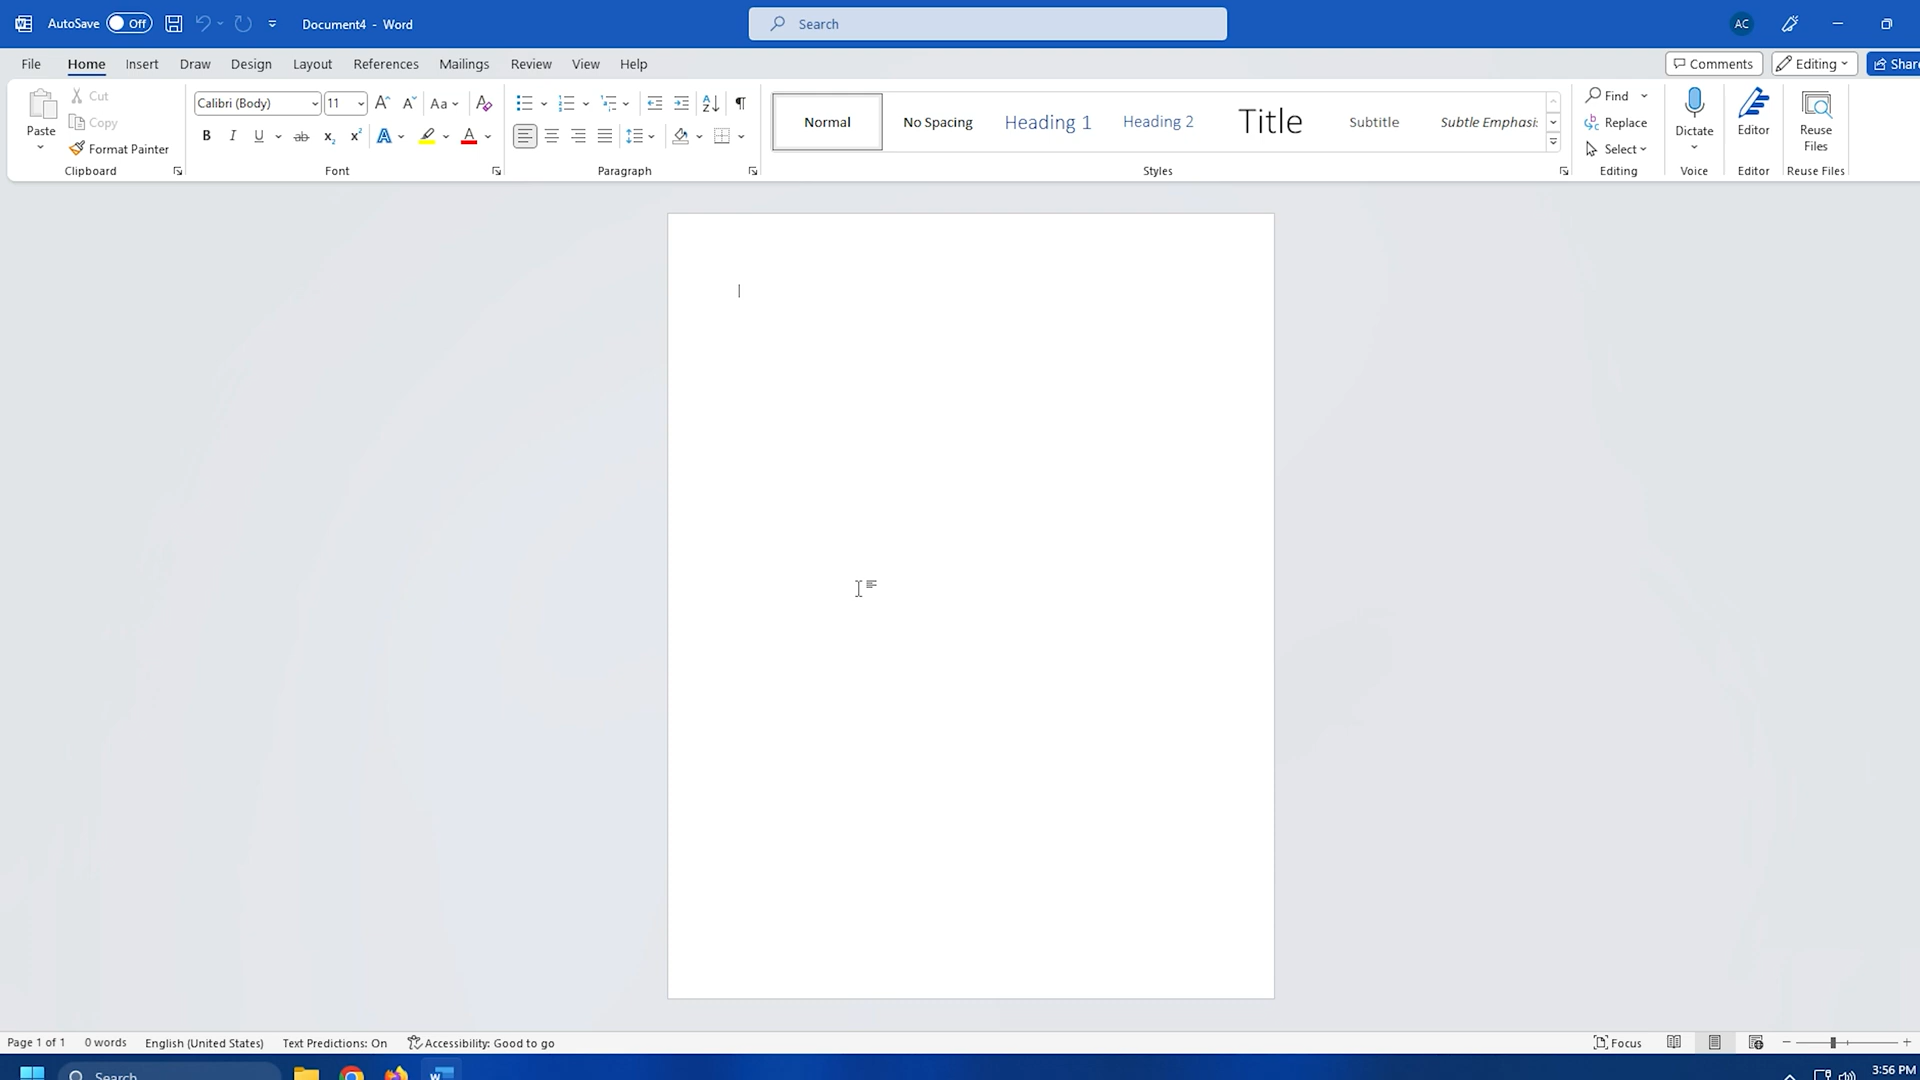 AutoSave Off Document4 - Word Search AC
File Home Insert Draw Design Layout References Mailings Review View Help Comments Editing Share
Paste Cut Copy Format Painter
Clipboard
Calibri (Body) 11 Aa
B I U ab x₂ x² A A
Font
Paragraph
Normal No Spacing Heading 1 Heading 2 Title Subtitle Subtle Emphasi
Styles
Find
Replace
Select
Editing
Dictate
Voice
Editor
Editor
Reuse
Files
Reuse Files
Page 1 of 1 0 words English (United States) Text Predictions: On Accessibility: Good to go Focus
Search 3:56 PM